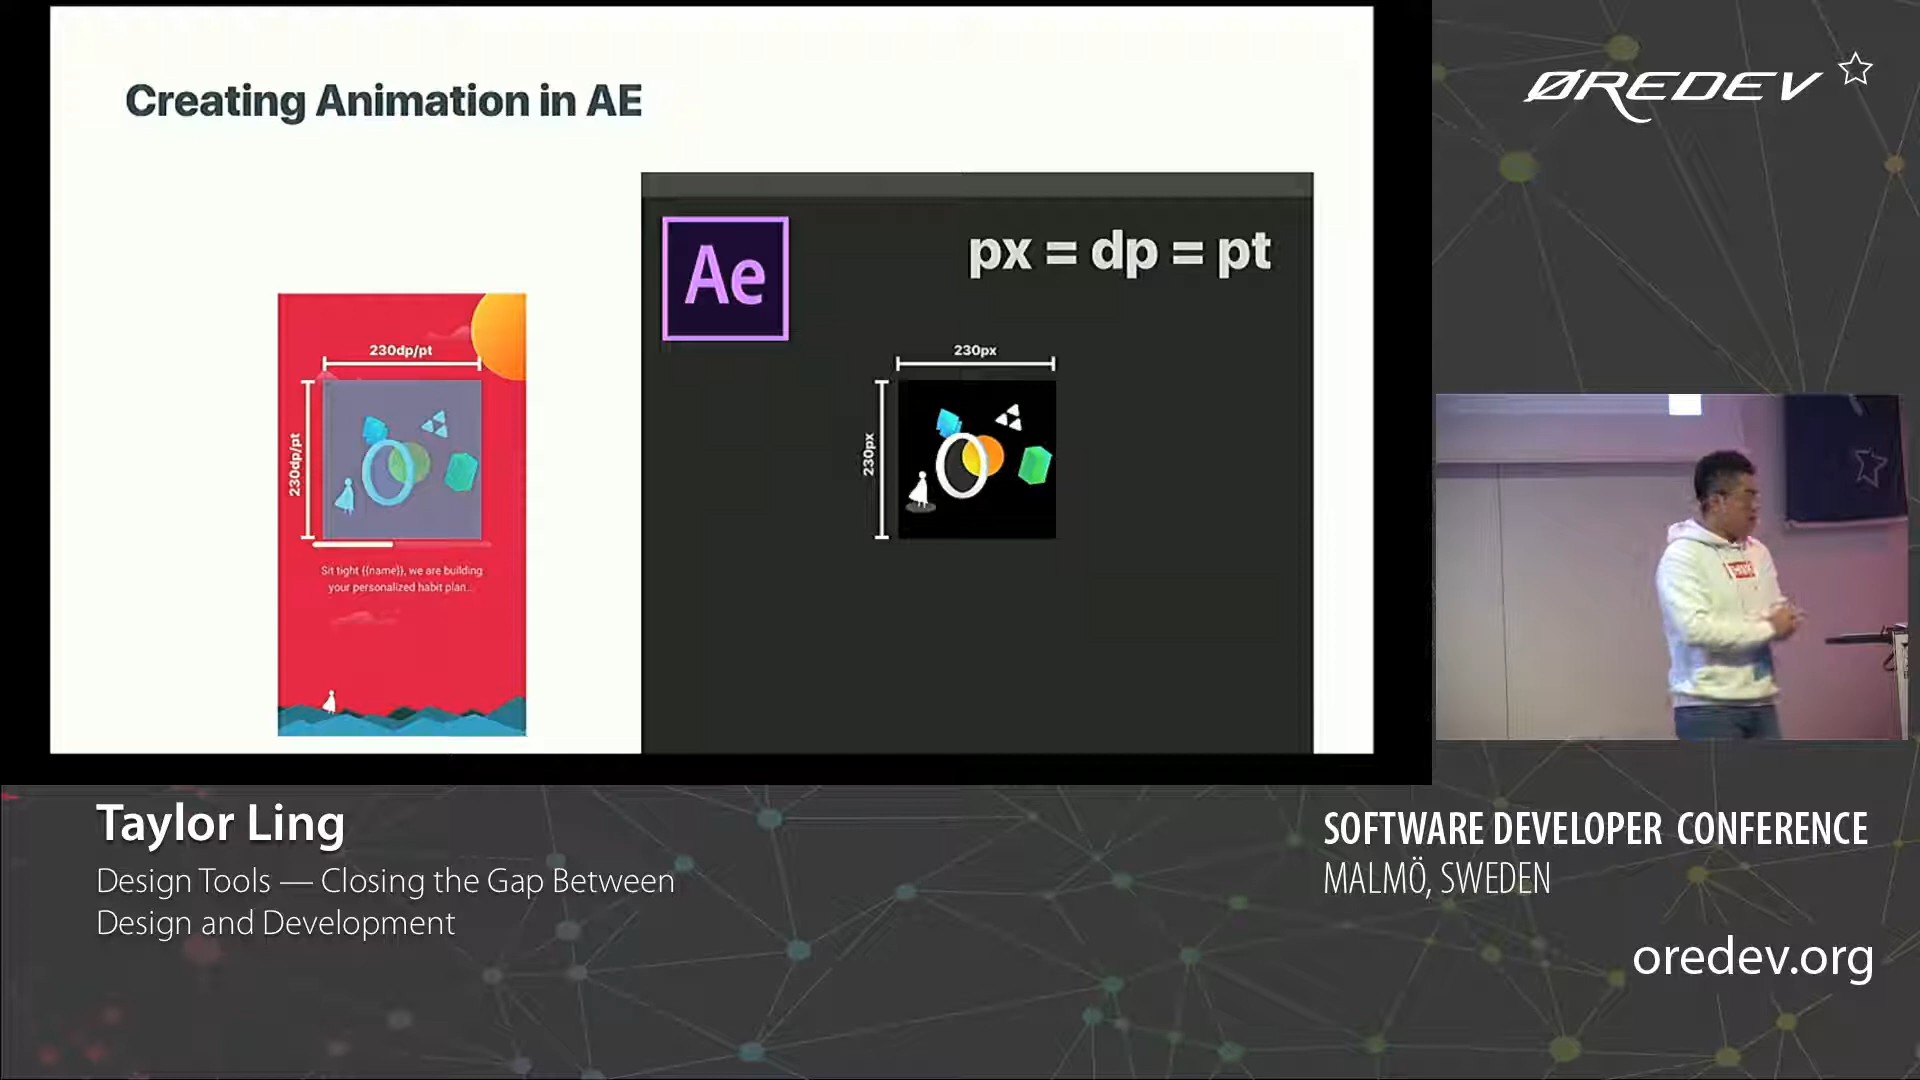 Creating Animation in AE
Ae
px = dp = pt
230dp/pt
230dp/pt
Sit tight {{name}}, we are building
your personalized habit plan...
230px
230px
ØREDEV
Taylor Ling
Design Tools — Closing the Gap Between
Design and Development
SOFTWARE DEVELOPER CONFERENCE
MALMÖ, SWEDEN
oredev.org